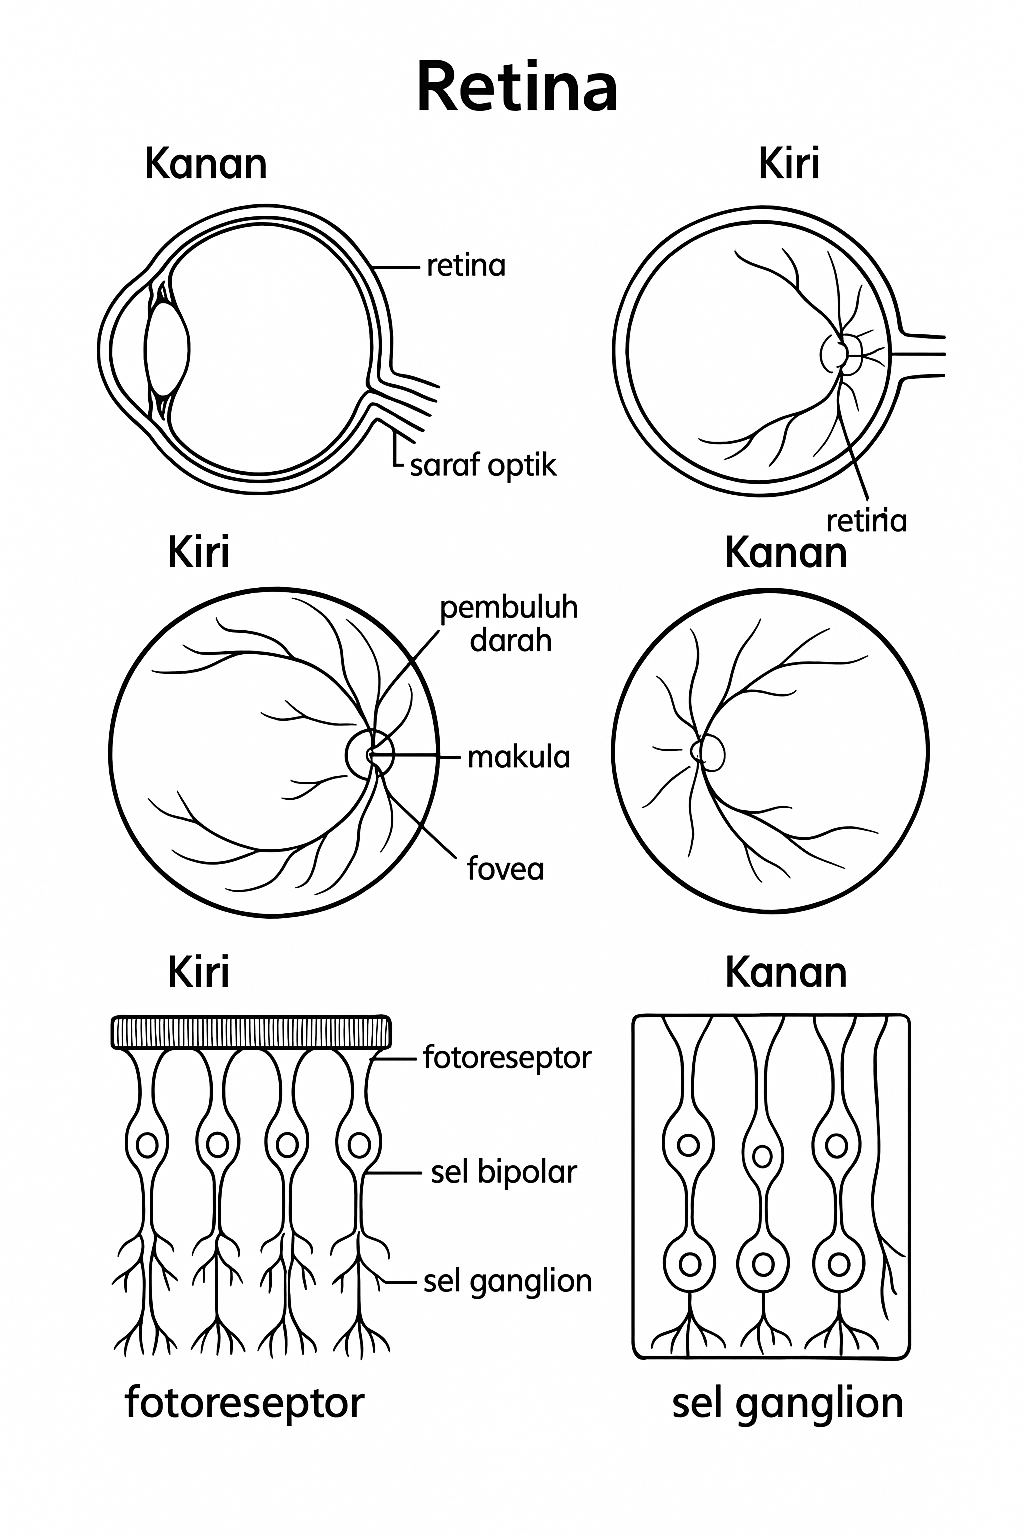 Retina
Kanan
Kiri
retina
saraf optik
retina
Kiri
Kanan
pembuluh
darah
makula
fovea
Kiri
Kanan
fotoreseptor
sel bipolar
sel ganglion
fotoreseptor
sel ganglion